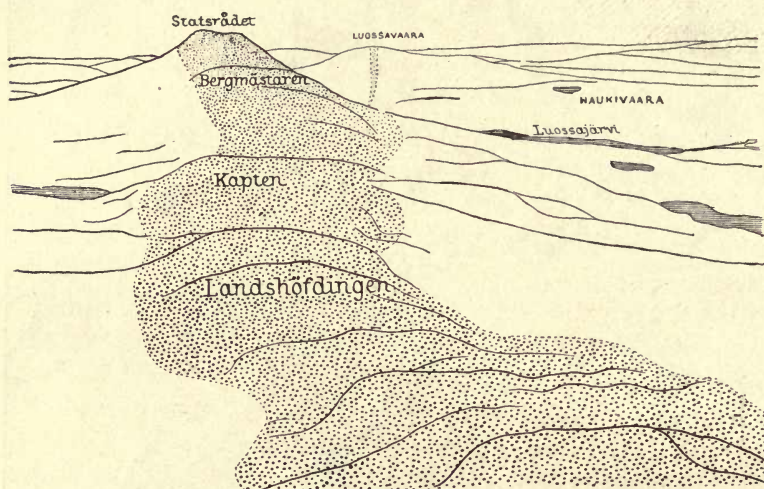 Statsrådet
LUOSSAVAARA
Bergmästaren
HAUKIVAARA
Luossajärvi
Kapten
Landshöfdingen